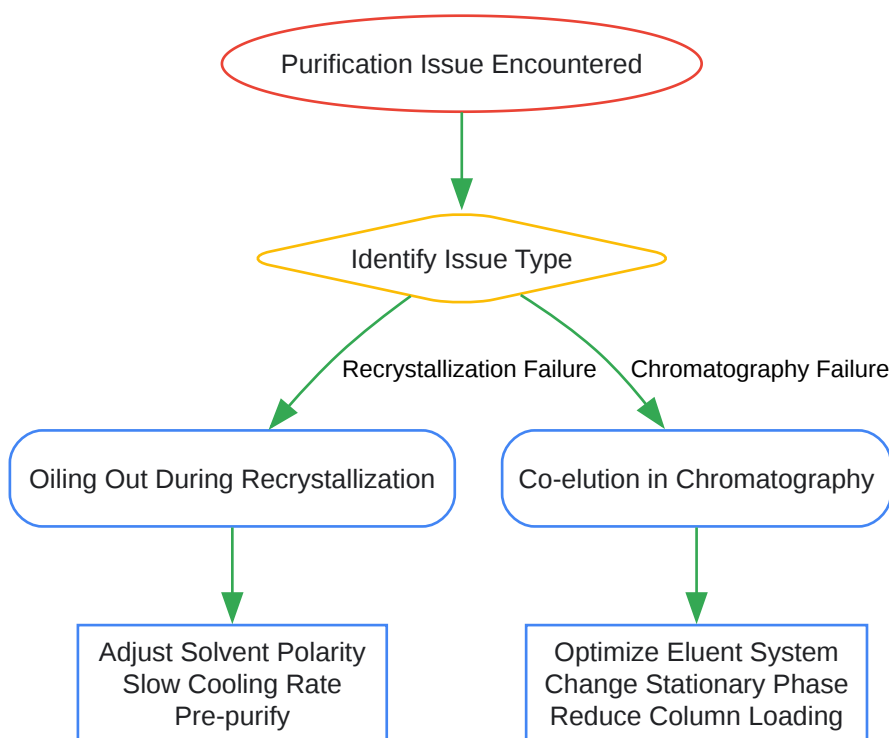 Purification Issue Encountered
Identify Issue Type
Recrystallization Failure
Chromatography Failure
Oiling Out During Recrystallization
Co-elution in Chromatography
Adjust Solvent Polarity
Slow Cooling Rate
Pre-purify
Optimize Eluent System
Change Stationary Phase
Reduce Column Loading